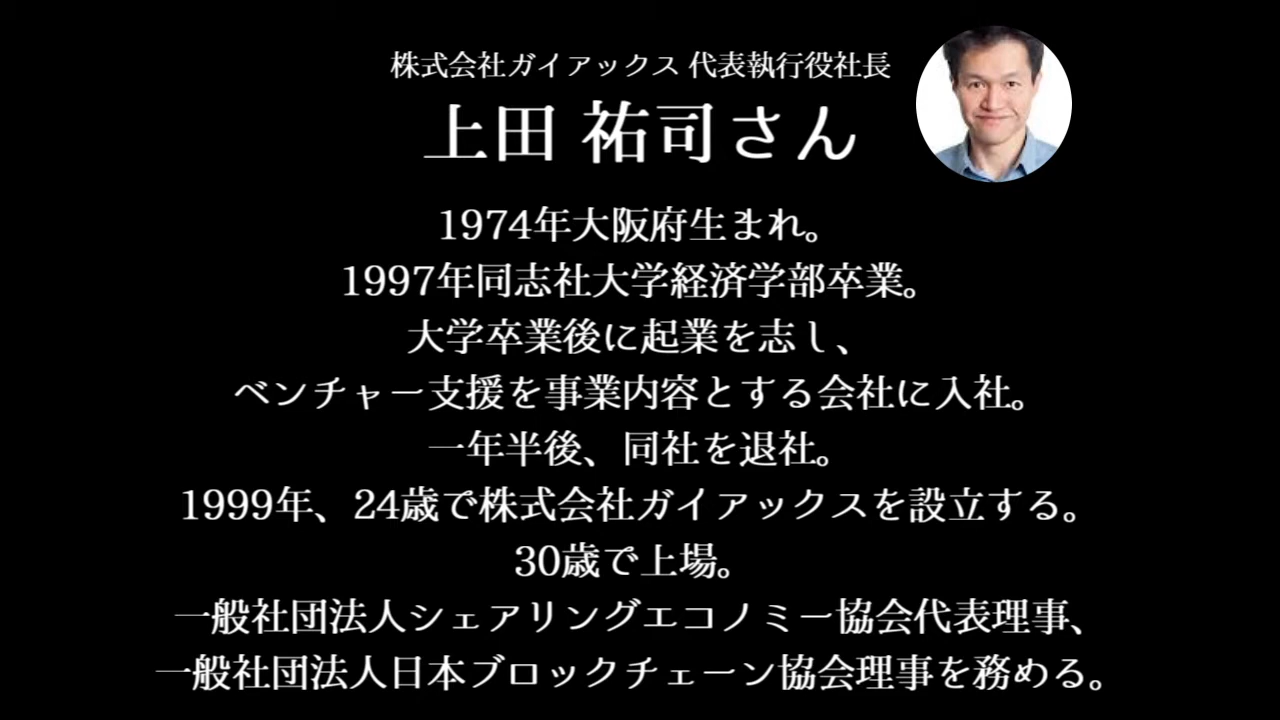 株式会社ガイアックス 代表執行役社長
上田 祐司さん
1974年大阪府生まれ。
1997年同志社大学経済学部卒業。
大学卒業後に起業を志し、
ベンチャー支援を事業内容とする会社に入社。
一年半後、同社を退社。
1999年、24歳で株式会社ガイアックスを設立する。
30歳で上場。
一般社団法人シェアリングエコノミー協会代表理事、
一般社団法人日本ブロックチェーン協会理事を務める。